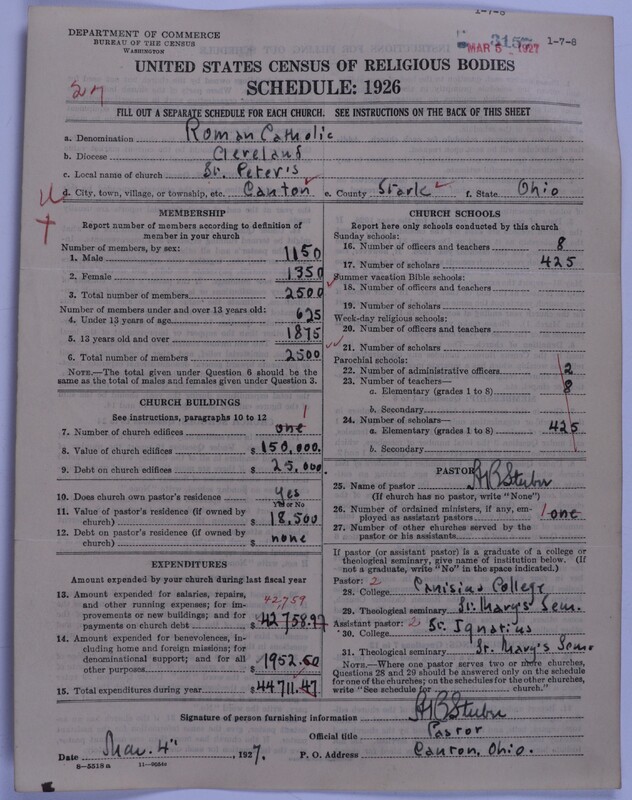 1-7-8
DEPARTMENT OF COMMERCE
BUREAU OF THE CENSUS
WASHINGTON
315
MAR 5 1927
1-7-8
UNITED STATES CENSUS OF RELIGIOUS BODIES
SCHEDULE: 1926
27
FILL OUT A SEPARATE SCHEDULE FOR EACH CHURCH. SEE INSTRUCTIONS ON THE BACK OF THIS SHEET
a. Denomination Roman Catholic
b. Diocese Cleveland
c. Local name of church St. Peter's
d. City, town, village, or township, etc. Canton e. County Stark f. State Ohio
MEMBERSHIP
Report number of members according to definition of
member in your church
Number of members, by sex:
1. Male 1150
2. Female 1350
3. Total number of members 2500
Number of members under and over 13 years old:
4. Under 13 years of age 625
5. 13 years old and over 1875
6. Total number of members 2500
NOTE.—The total given under Question 6 should be
same as the total of males and females given under Question 3.
CHURCH BUILDINGS
See instructions, paragraphs 10 to 12
1
7. Number of church edifices one
8. Value of church edifices $ 150,000.
9. Debt on church edifices $ 25,000.
10. Does church own pastor's residence Yes
Yes or No
11. Value of pastor's residence (if owned by
church) $ 18,500
12. Debt on pastor's residence (if owned by
church) $ none
EXPENDITURES
Amount expended by your church during last fiscal year
13. Amount expended for salaries, repairs,
and other running expenses; for im-
provements or new buildings; and for
payments on church debt $ 42758.97
42,759
14. Amount expended for benevolences, in-
cluding home and foreign missions; for
denominational support; and for all
other purposes $ 1952.50
15. Total expenditures during year $ 44711.47
CHURCH SCHOOLS
Report here only schools conducted by this church
Sunday schools:
16. Number of officers and teachers 8
17. Number of scholars 425
Summer vacation Bible schools:
18. Number of officers and teachers
19. Number of scholars
Week-day religious schools:
20. Number of officers and teachers
21. Number of scholars
Parochial schools:
22. Number of administrative officers 2
23. Number of teachers—
a. Elementary (grades 1 to 8) 8
b. Secondary
24. Number of scholars—
a. Elementary (grades 1 to 8) 425
b. Secondary
PASTOR
25. Name of pastor
(If church has no pastor, write "None")
26. Number of ordained ministers, if any, em-
ployed as assistant pastors 1 one
27. Number of other churches served by the
pastor or his assistants
If pastor (or assistant pastor) is a graduate of a college or
theological seminary, give name of institution below. (If
not a graduate, write "No" in the space indicated.)
Pastor: 2
28. College Canisius College
29. Theological seminary St. Mary's Sem.
Assistant pastor: 2
30. College St. Ignatius
31. Theological seminary St. Mary's Sem.
NOTE.—Where one pastor serves two or more churches,
Questions 28 and 29 should be answered only on the schedule
for one of the churches; on the schedules for the other churches,
write "See schedule for church."
Signature of person furnishing information
Official title Pastor
Date Mar. 4" , 1927. P. O. Address Canton, Ohio.
8-5518a